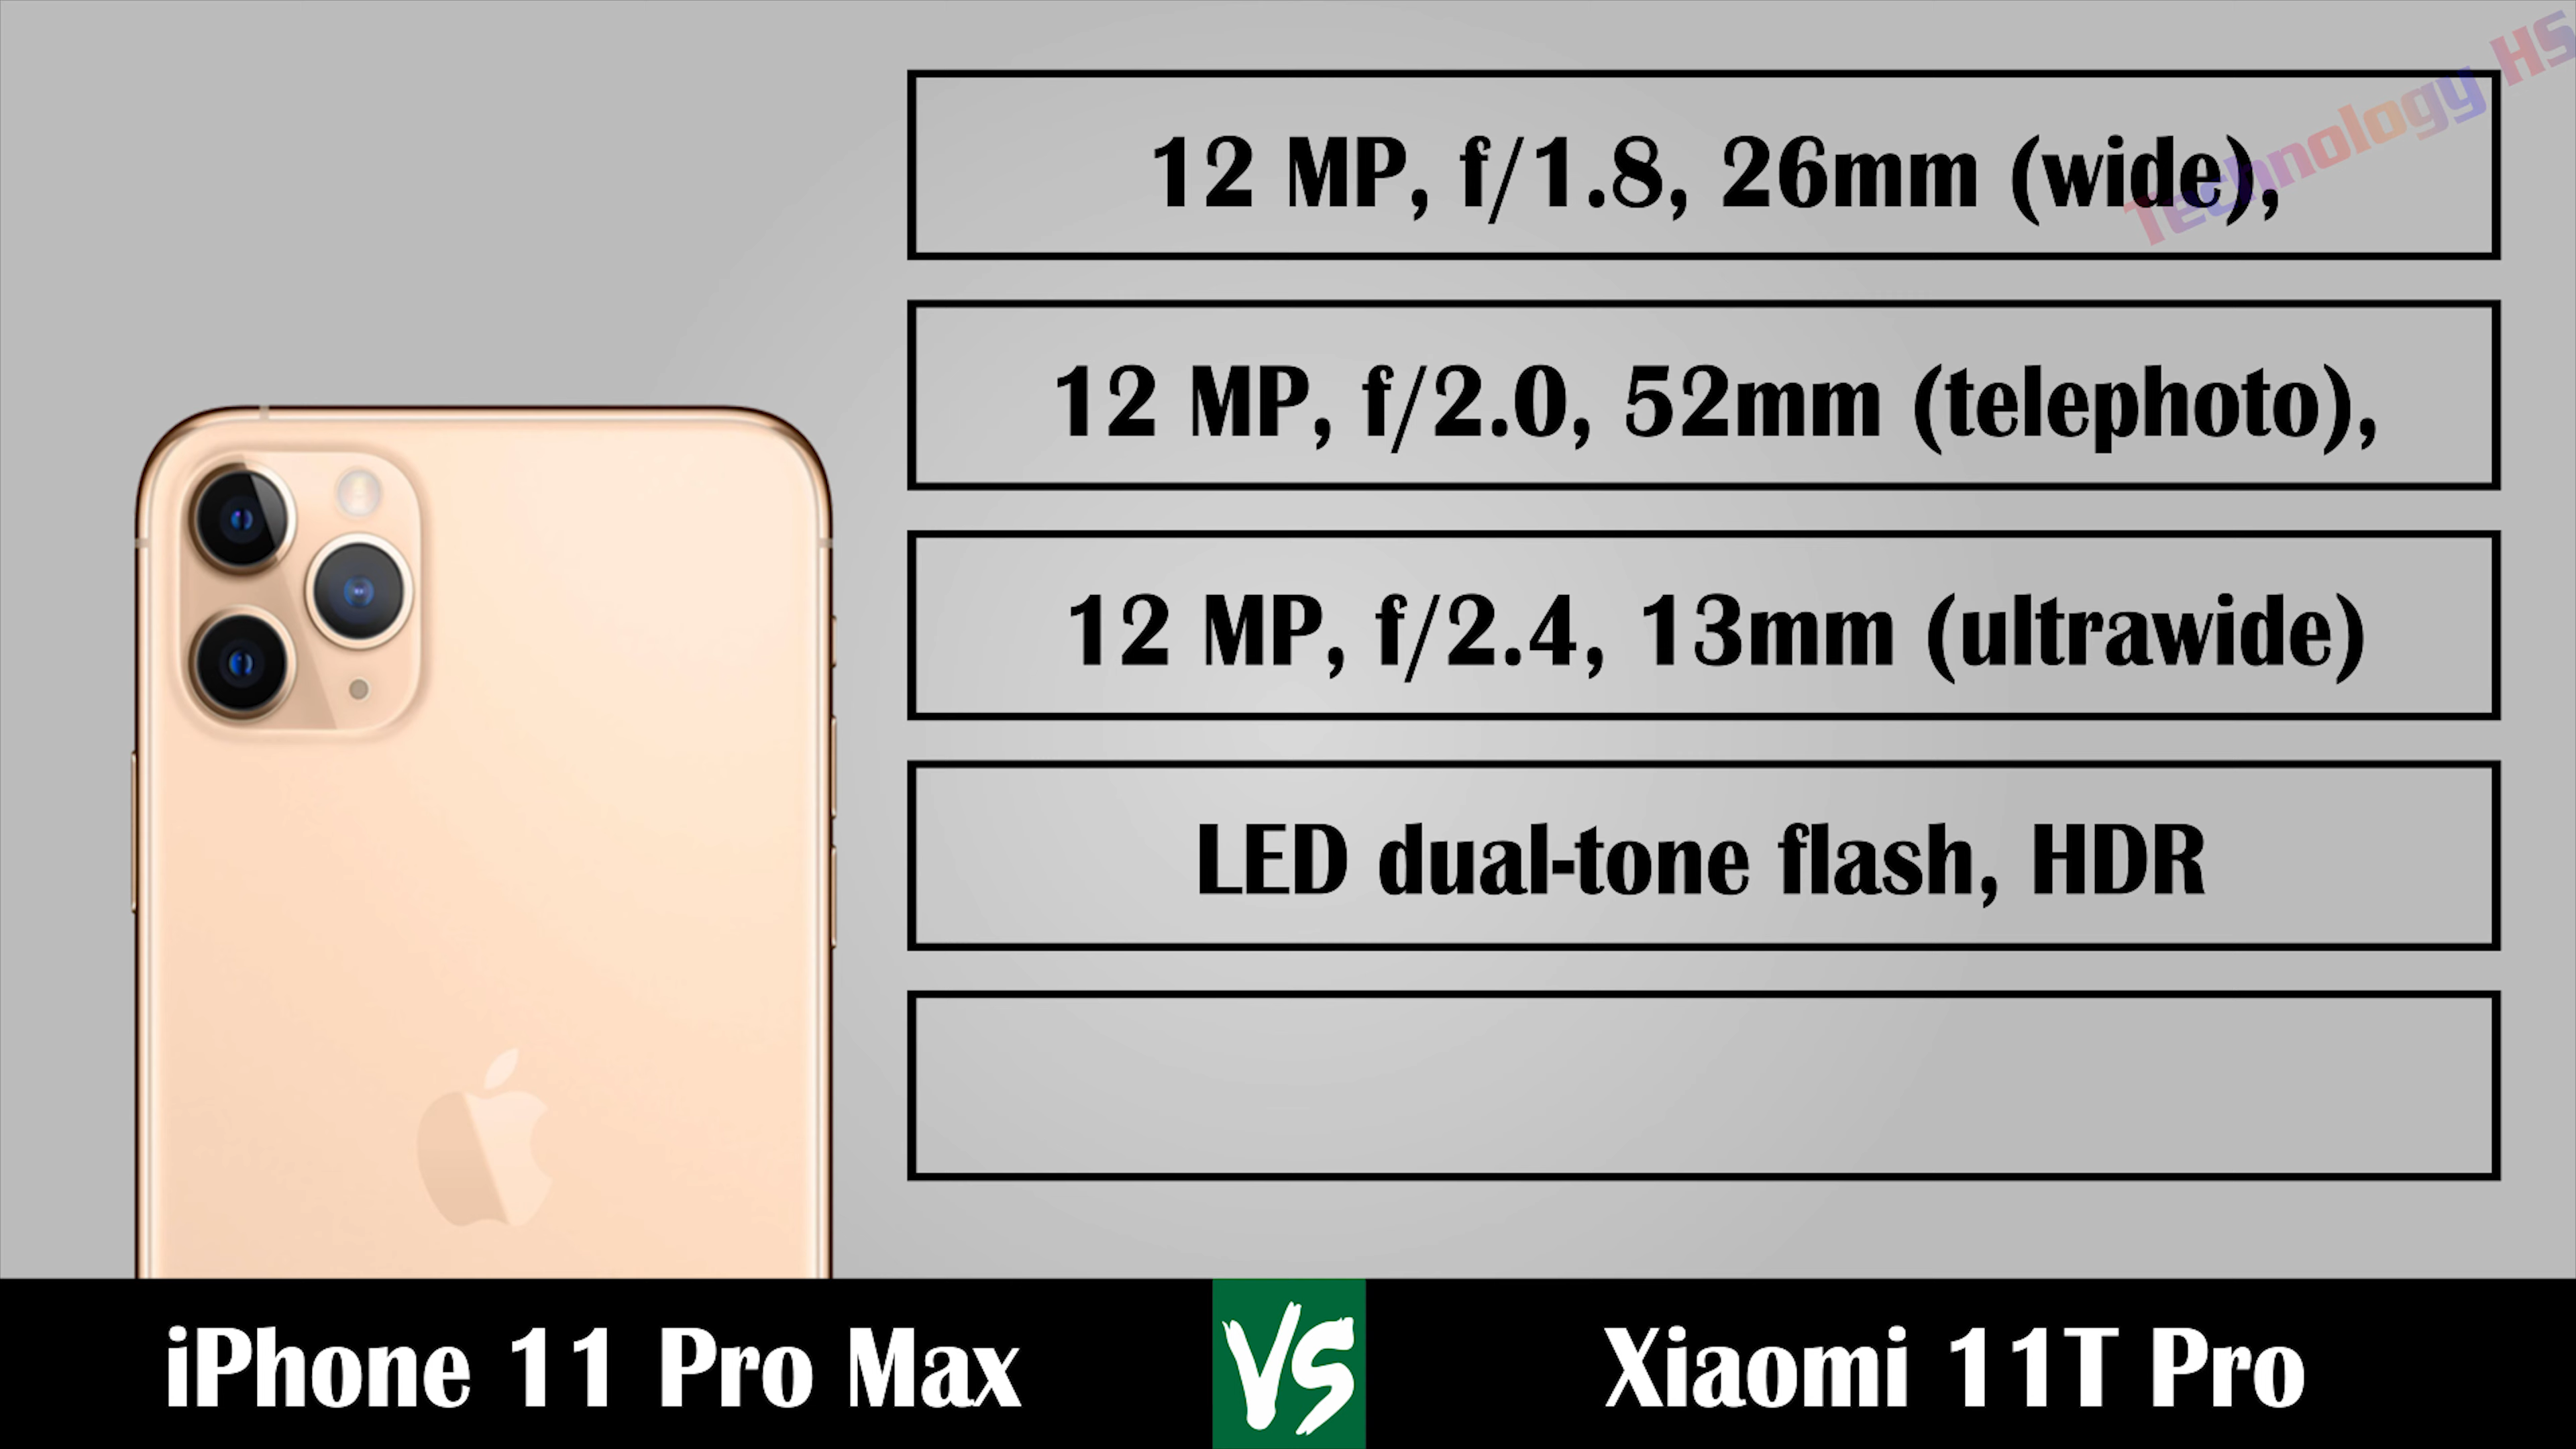 Technology HS
12 MP, f/1.8, 26mm (wide),
12 MP, f/2.0, 52mm (telephoto),
12 MP, f/2.4, 13mm (ultrawide)
LED dual-tone flash, HDR
iPhone 11 Pro Max VS Xiaomi 11T Pro